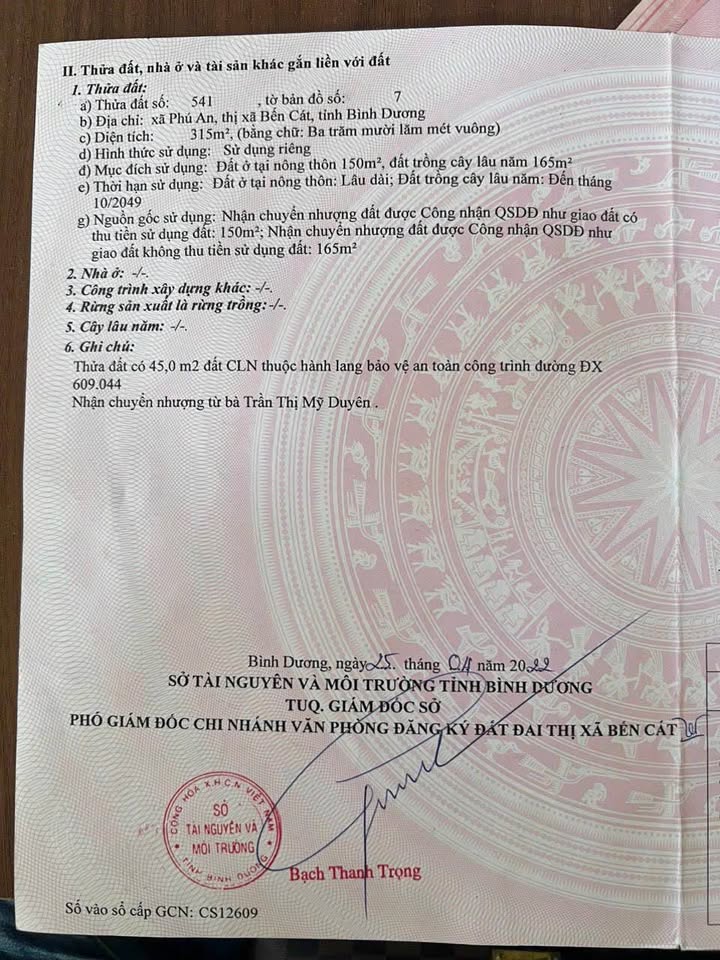 II. Thửa đất, nhà ở và tài sản khác gắn liền với đất
1. Thửa đất:
a) Thửa đất số: 541 , tờ bản đồ số: 7
b) Địa chỉ: xã Phú An, thị xã Bến Cát, tỉnh Bình Dương
c) Diện tích: 315m², (bằng chữ: Ba trăm mười lăm mét vuông)
d) Hình thức sử dụng: Sử dụng riêng
đ) Mục đích sử dụng: Đất ở tại nông thôn 150m², đất trồng cây lâu năm 165m²
e) Thời hạn sử dụng: Đất ở tại nông thôn: Lâu dài; Đất trồng cây lâu năm: Đến tháng
10/2049
g) Nguồn gốc sử dụng: Nhận chuyển nhượng đất được Công nhận QSDĐ như giao đất có
thu tiền sử dụng đất: 150m²; Nhận chuyển nhượng đất được Công nhận QSDĐ như
giao đất không thu tiền sử dụng đất: 165m²
2. Nhà ở: -/-.
3. Công trình xây dựng khác: -/-.
4. Rừng sản xuất là rừng trồng: -/-.
5. Cây lâu năm: -/-.
6. Ghi chú:
Thửa đất có 45,0 m2 đất CLN thuộc hành lang bảo vệ an toàn công trình đường ĐX
609.044
Nhận chuyển nhượng từ bà Trần Thị Mỹ Duyên .
Bình Dương, ngày 25. tháng 04 năm 2022
SỞ TÀI NGUYÊN VÀ MÔI TRƯỜNG TỈNH BÌNH DƯƠNG
TUQ. GIÁM ĐỐC SỞ
PHÓ GIÁM ĐỐC CHI NHÁNH VĂN PHÒNG ĐĂNG KÝ ĐẤT ĐAI THỊ XÃ BẾN CÁT
CỘNG HÒA X.H.C.N VIỆT NAM
SỞ
TÀI NGUYÊN VÀ
MÔI TRƯỜNG
TỈNH BÌNH DƯƠNG
Bạch Thanh Trọng
Số vào sổ cấp GCN: CS12609